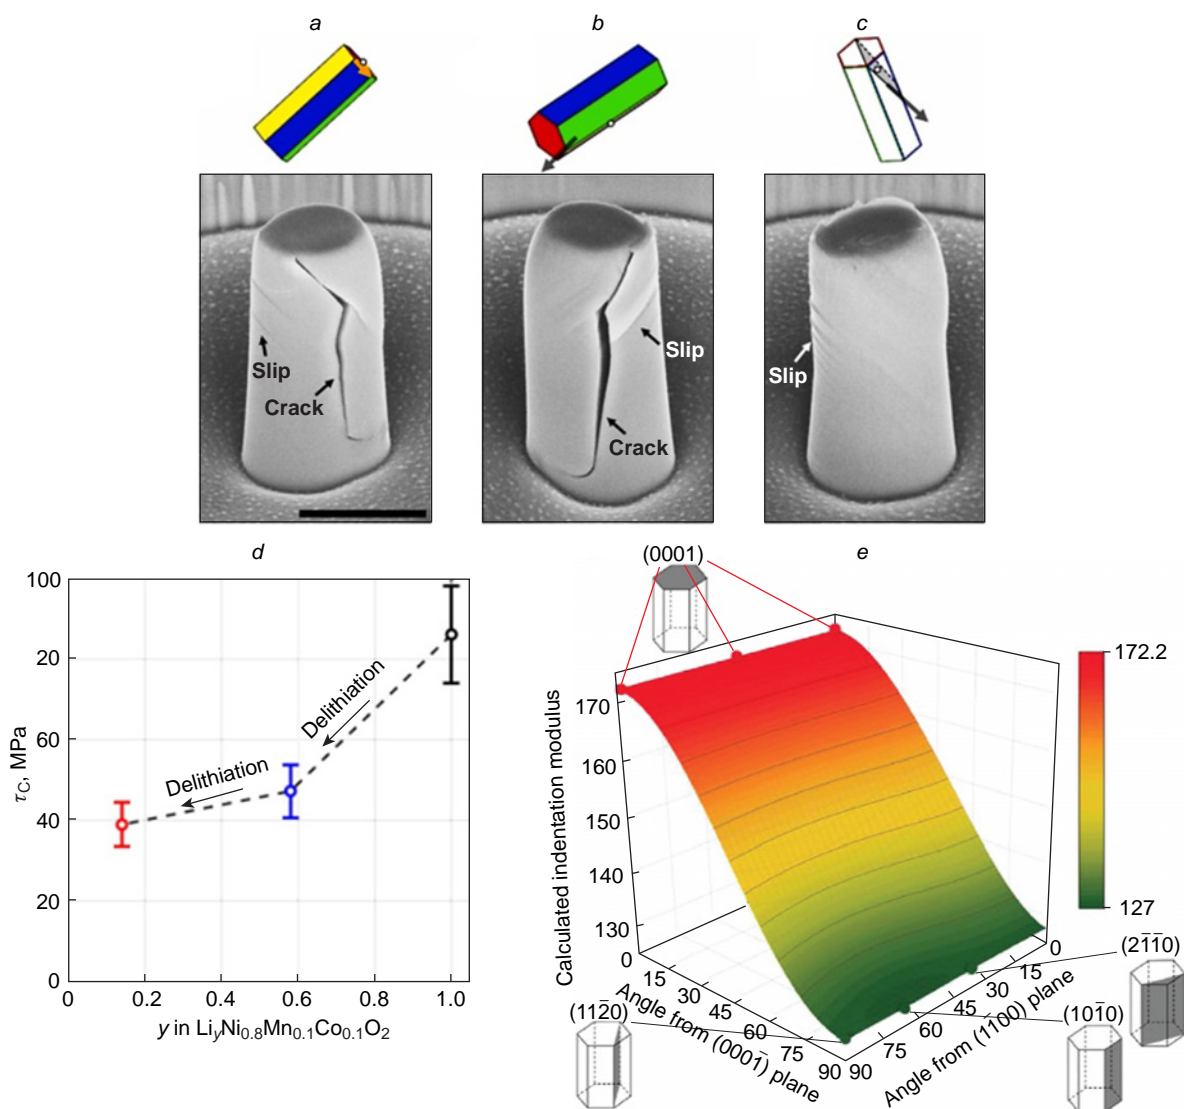 a
b
c
Slip
Crack
Slip
Crack
Slip
d
100
20
60
40
20
0
τC, MPa
Delithiation
Delithiation
0
0.2
0.4
0.6
0.8
1.0
y in LiyNi0.8Mn0.1Co0.1O2
e
(0001)
172.2
127
Calculated indentation modulus
170
160
150
140
130
0
15
30
45
60
75
90
Angle from (0001̄) plane
90
75
60
45
30
15
0
Angle from (1100) plane
(21̄1̄0)
(101̄0)
(112̄0)